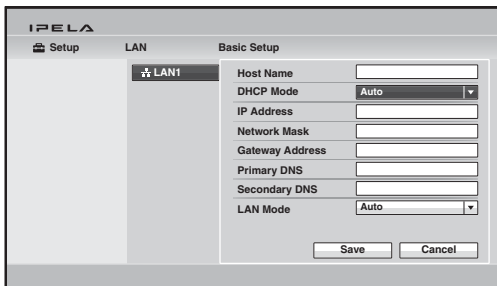 IPELA
Setup LAN Basic Setup
LAN1
Host Name
DHCP Mode Auto
IP Address
Network Mask
Gateway Address
Primary DNS
Secondary DNS
LAN Mode Auto
Save Cancel